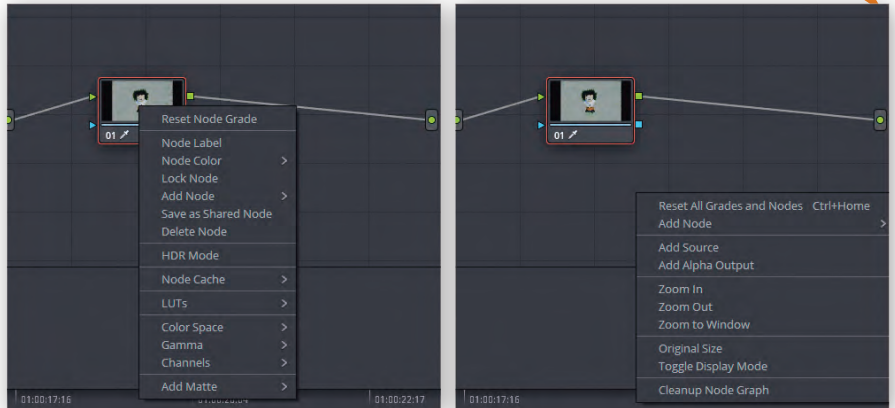 01
Reset Node Grade
Node Label
Node Color >
Lock Node
Add Node >
Save as Shared Node
Delete Node
HDR Mode
Node Cache >
LUTs >
Color Space >
Gamma >
Channels >
Add Matte >
01:00:17:16
01:00:22:17
01
Reset All Grades and Nodes Ctrl+Home
Add Node >
Add Source
Add Alpha Output
Zoom In
Zoom Out
Zoom to Window
Original Size
Toggle Display Mode
Cleanup Node Graph
01:00:17:16